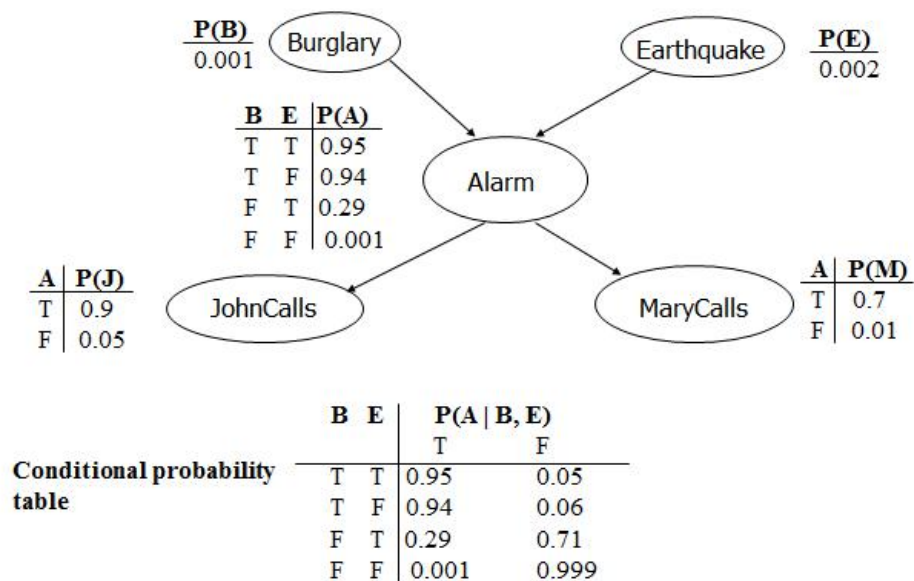 P(B) Burglary Earthquake P(E)
0.001 0.002
B E P(A)
T T 0.95
T F 0.94
F T 0.29
F F 0.001
Alarm
A P(J)
T 0.9
F 0.05
JohnCalls
MaryCalls
A P(M)
T 0.7
F 0.01
B E P(A | B, E)
T F
Conditional probability
table
T T 0.95 0.05
T F 0.94 0.06
F T 0.29 0.71
F F 0.001 0.999